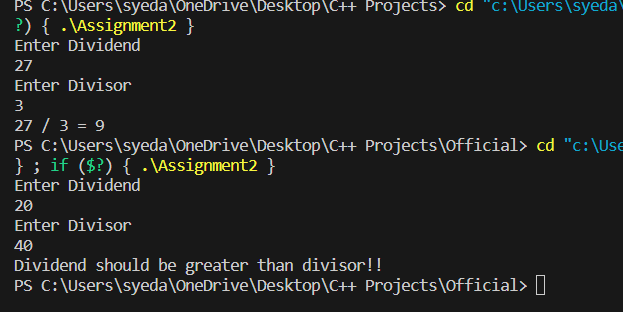 PS C:\Users\syeda\OneDrive\Desktop\C++ Projects> cd "c:\Users\syeda\
?) { .\Assignment2 }
Enter Dividend
27
Enter Divisor
3
27 / 3 = 9
PS C:\Users\syeda\OneDrive\Desktop\C++ Projects\Official> cd "c:\Use
} ; if ($?) { .\Assignment2 }
Enter Dividend
20
Enter Divisor
40
Dividend should be greater than divisor!!
PS C:\Users\syeda\OneDrive\Desktop\C++ Projects\Official>